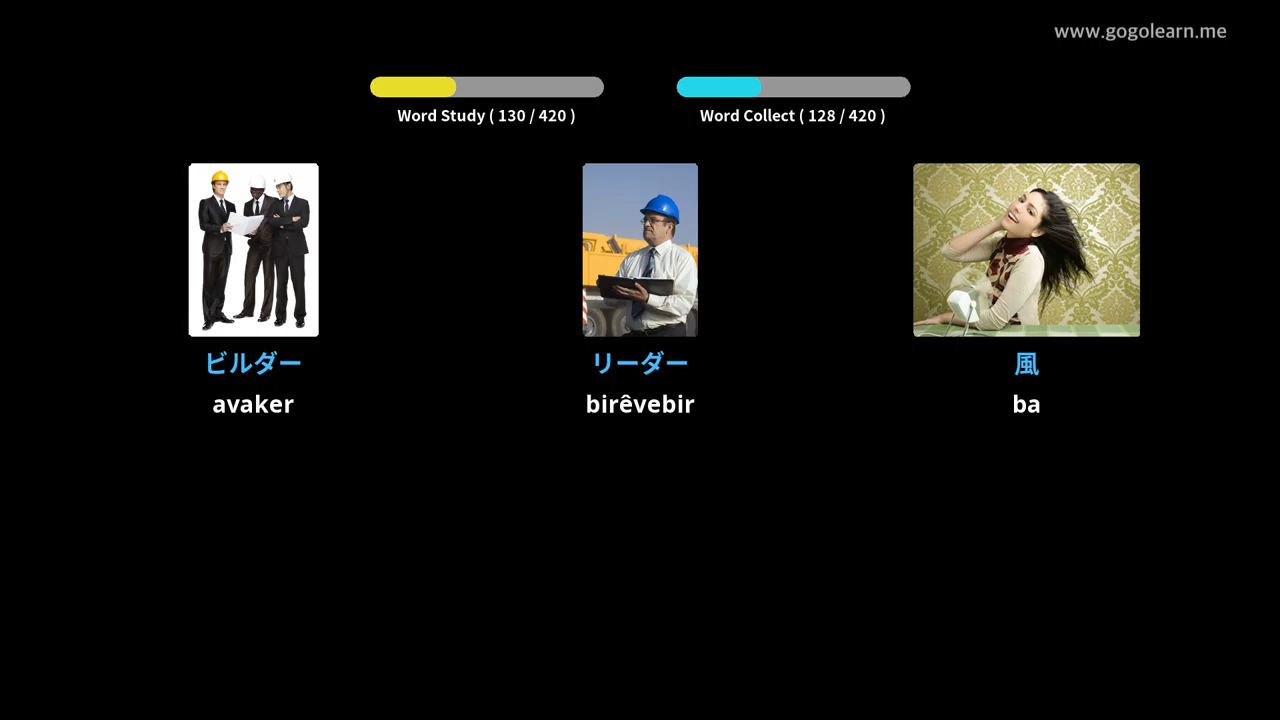 www.gogolearn.me
Word Study ( 130 / 420 )
Word Collect ( 128 / 420 )
ビルダー
リーダー
風
avaker
birêvebir
ba